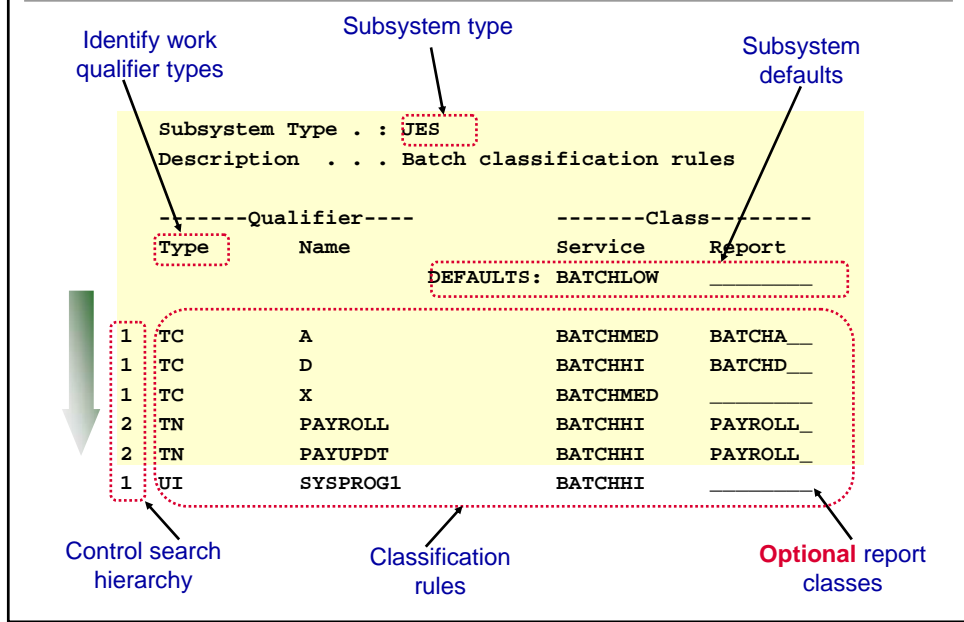 Identify work
qualifier types
Subsystem type
Subsystem
defaults
Subsystem Type . : JES
Description . . . Batch classification rules
-------Qualifier---- -------Class--------
Type Name Service Report
DEFAULTS: BATCHLOW ________
1 TC A BATCHMED BATCHA__
1 TC D BATCHHI BATCHD__
1 TC X BATCHMED ________
2 TN PAYROLL BATCHHI PAYROLL_
2 TN PAYUPDT BATCHHI PAYROLL_
1 UI SYSPROG1 BATCHHI ________
Control search
hierarchy
Classification
rules
Optional report
classes